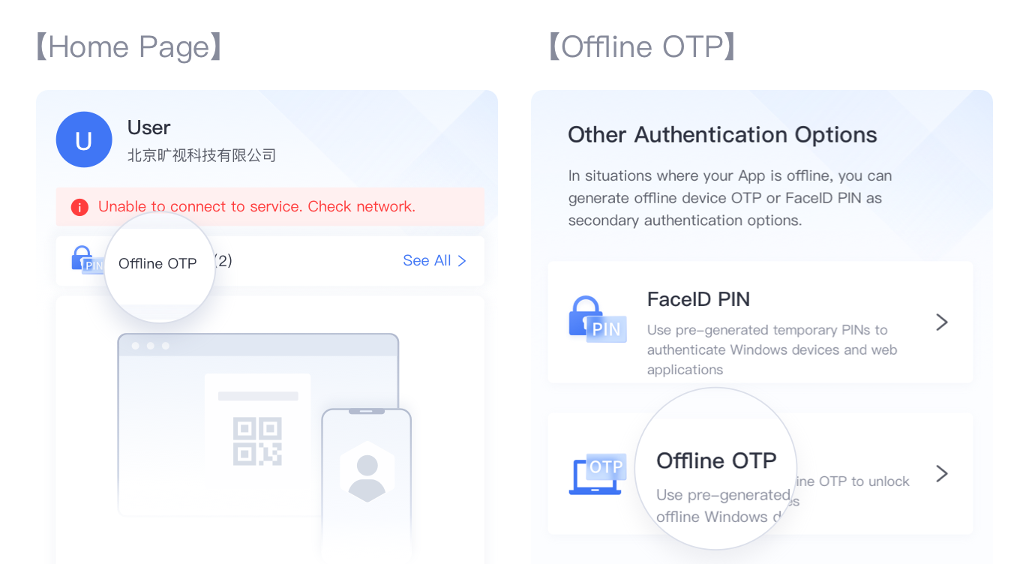 【Home Page】
U
User
北京旷视科技有限公司
Unable to connect to service. Check network.
PIN
Offline OTP
(2)
See All
【Offline OTP】
Other Authentication Options
In situations where your App is offline, you can
generate offline device OTP or FaceID PIN as
secondary authentication options.
PIN
FaceID PIN
Use pre-generated temporary PINs to
authenticate Windows devices and web
applications
OTP
Offline OTP
Use pre-generated
ine OTP to unlock
offline Windows d
es